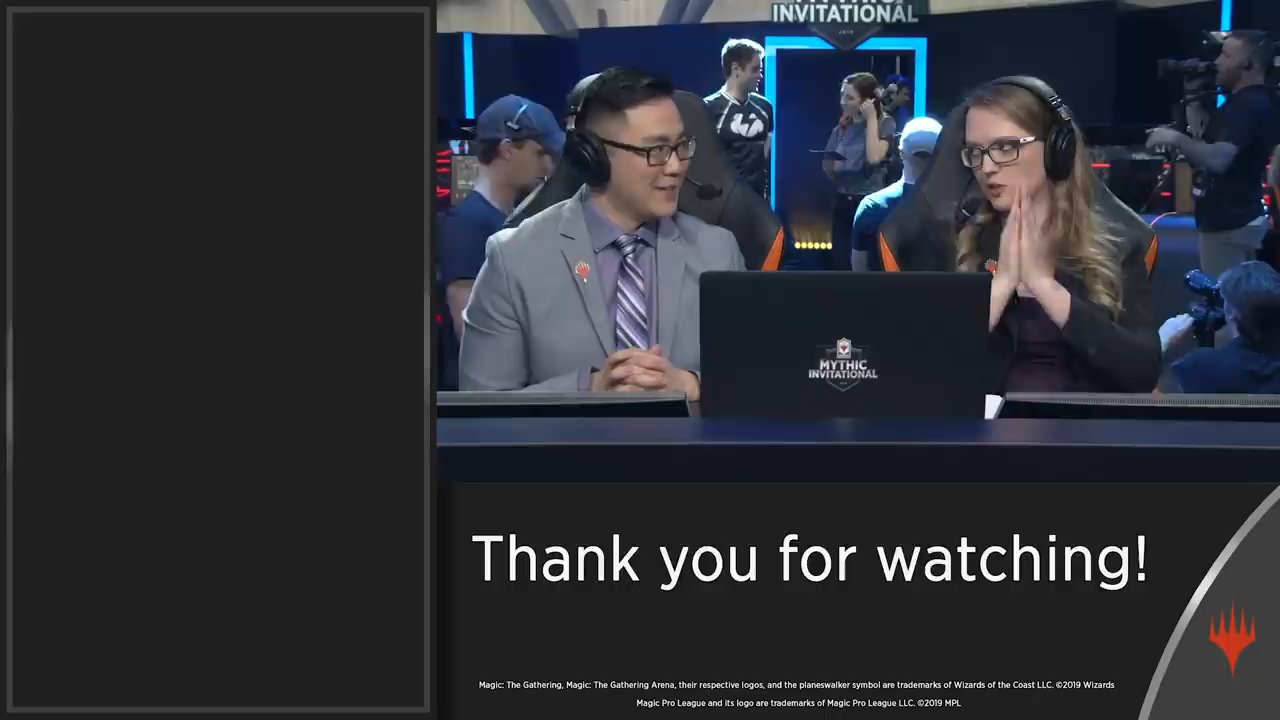 INVITATIONAL
MYTHIC
INVITATIONAL
Thank you for watching!
Magic: The Gathering, Magic: The Gathering Arena, their respective logos, and the planeswalker symbol are trademarks of Wizards of the Coast LLC. ©2019 Wizards
Magic Pro League and its logo are trademarks of Magic Pro League LLC. ©2019 MPL